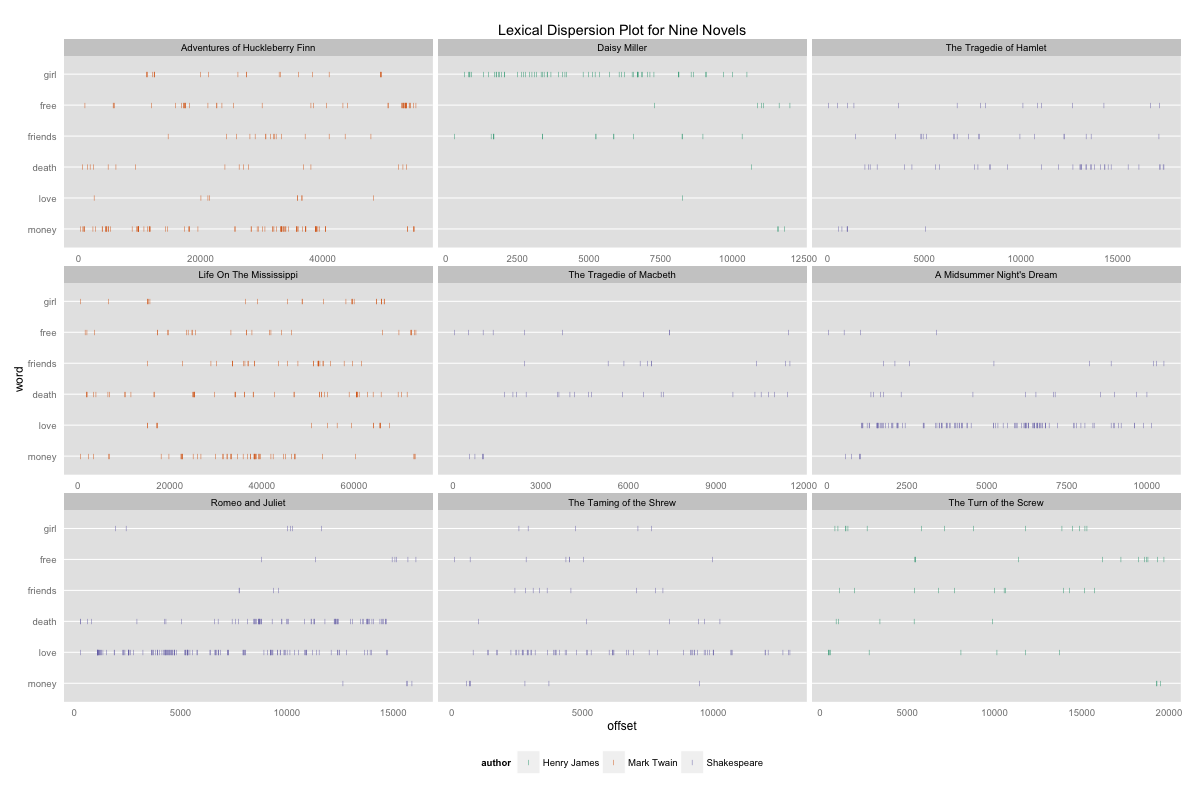 Lexical Dispersion Plot for Nine Novels
Adventures of Huckleberry Finn
Daisy Miller
The Tragedie of Hamlet
girl
free
friends
death
love
money
0 20000 40000
0 2500 5000 7500 10000 12500
0 5000 10000 15000
Life On The Mississippi
The Tragedie of Macbeth
A Midsummer Night's Dream
word
girl
free
friends
death
love
money
0 20000 40000 60000
0 3000 6000 9000 12000
0 2500 5000 7500 10000
Romeo and Juliet
The Taming of the Shrew
The Turn of the Screw
girl
free
friends
death
love
money
0 5000 10000 15000
0 5000 10000
0 5000 10000 15000 20000
offset
author Henry James Mark Twain Shakespeare